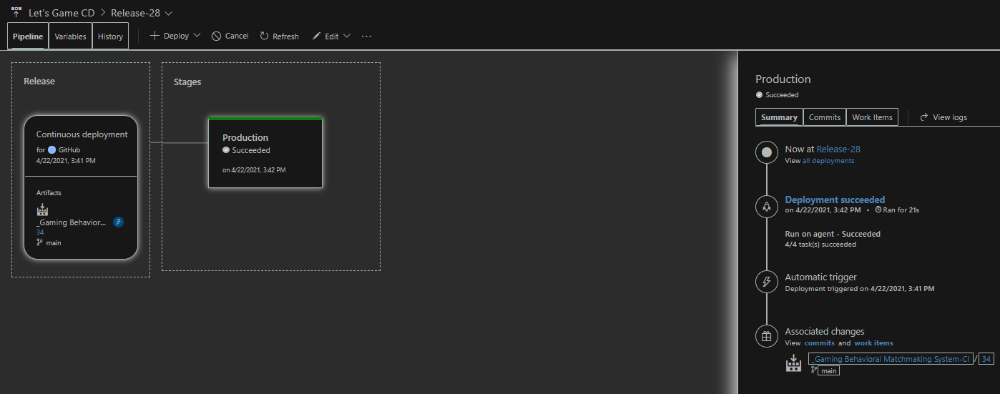 Let's Game CD > Release-28
Pipeline Variables History + Deploy Cancel Refresh Edit ...
Release
Continuous deployment
for GitHub
4/22/2021, 3:41 PM
Artifacts
_Gaming Behavior...
34
main
Stages
Production
Succeeded
on 4/22/2021, 3:42 PM
Production
Succeeded
Summary Commits Work Items View logs
Now at Release-28
View all deployments
Deployment succeeded
on 4/22/2021, 3:42 PM • Ran for 21s
Run on agent - Succeeded
4/4 task(s) succeeded
Automatic trigger
Deployment triggered on 4/22/2021, 3:41 PM
Associated changes
View commits and work items
_Gaming Behavioral Matchmaking System-CI / 34
main